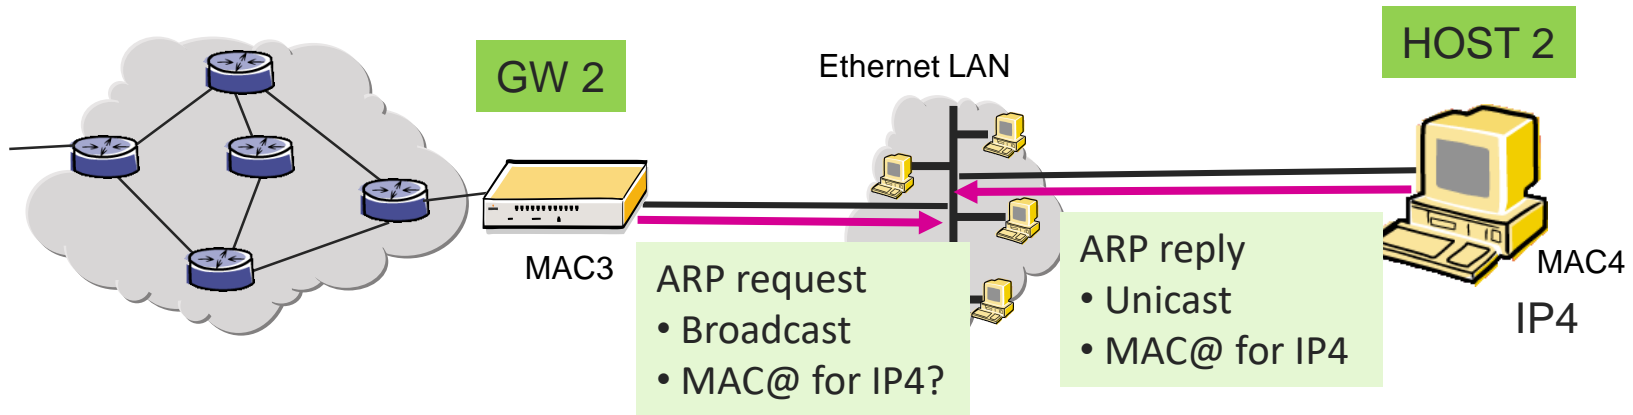 GW 2
Ethernet LAN
HOST 2
MAC3
ARP request
• Broadcast
• MAC@ for IP4?
ARP reply
• Unicast
• MAC@ for IP4
MAC4
IP4